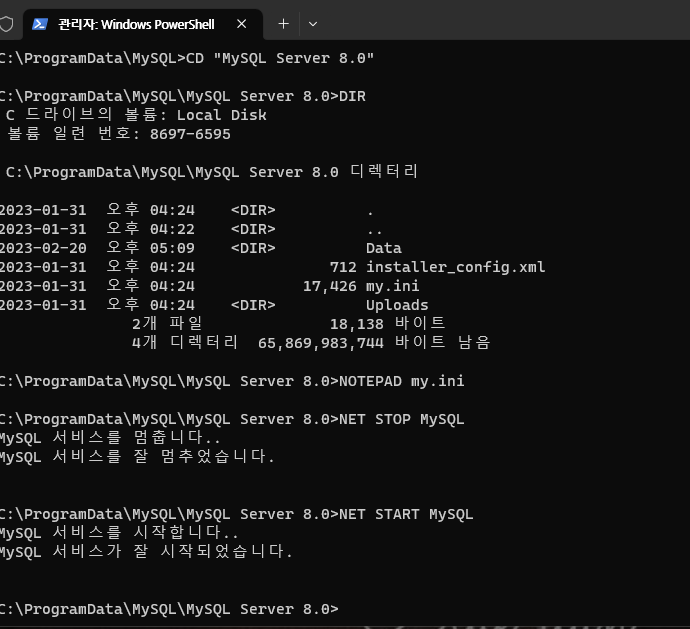 관리자: Windows PowerShell
C:\ProgramData\MySQL>CD "MySQL Server 8.0"
C:\ProgramData\MySQL\MySQL Server 8.0>DIR
C 드라이브의 볼륨: Local Disk
볼륨 일련 번호: 8697-6595
C:\ProgramData\MySQL\MySQL Server 8.0 디렉터리
2023-01-31 오후 04:24 <DIR> .
2023-01-31 오후 04:22 <DIR> ..
2023-02-20 오후 05:09 <DIR> Data
2023-01-31 오후 04:24 712 installer_config.xml
2023-01-31 오후 04:24 17,426 my.ini
2023-01-31 오후 04:24 <DIR> Uploads
2개 파일 18,138 바이트
4개 디렉터리 65,869,983,744 바이트 남음
C:\ProgramData\MySQL\MySQL Server 8.0>NOTEPAD my.ini
C:\ProgramData\MySQL\MySQL Server 8.0>NET STOP MySQL
MySQL 서비스를 멈춥니다..
MySQL 서비스를 잘 멈추었습니다.
C:\ProgramData\MySQL\MySQL Server 8.0>NET START MySQL
MySQL 서비스를 시작합니다..
MySQL 서비스가 잘 시작되었습니다.
C:\ProgramData\MySQL\MySQL Server 8.0>